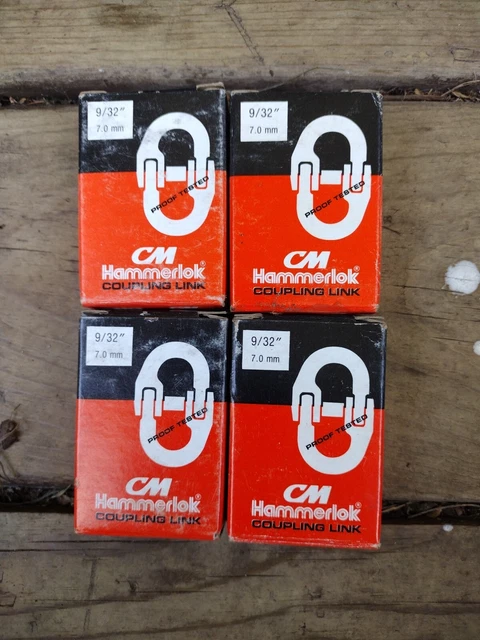 9/32"
7.0 mm
PROOF TESTED
CM
Hammerlok®
COUPLING LINK
9/32"
7.0 mm
PROOF TESTED
CM
Hammerlok®
COUPLING LINK
9/32"
7.0 mm
PROOF TESTED
CM
Hammerlok®
COUPLING LINK
9/32"
7.0 mm
PROOF TESTED
CM
Hammerlok®
COUPLING LINK